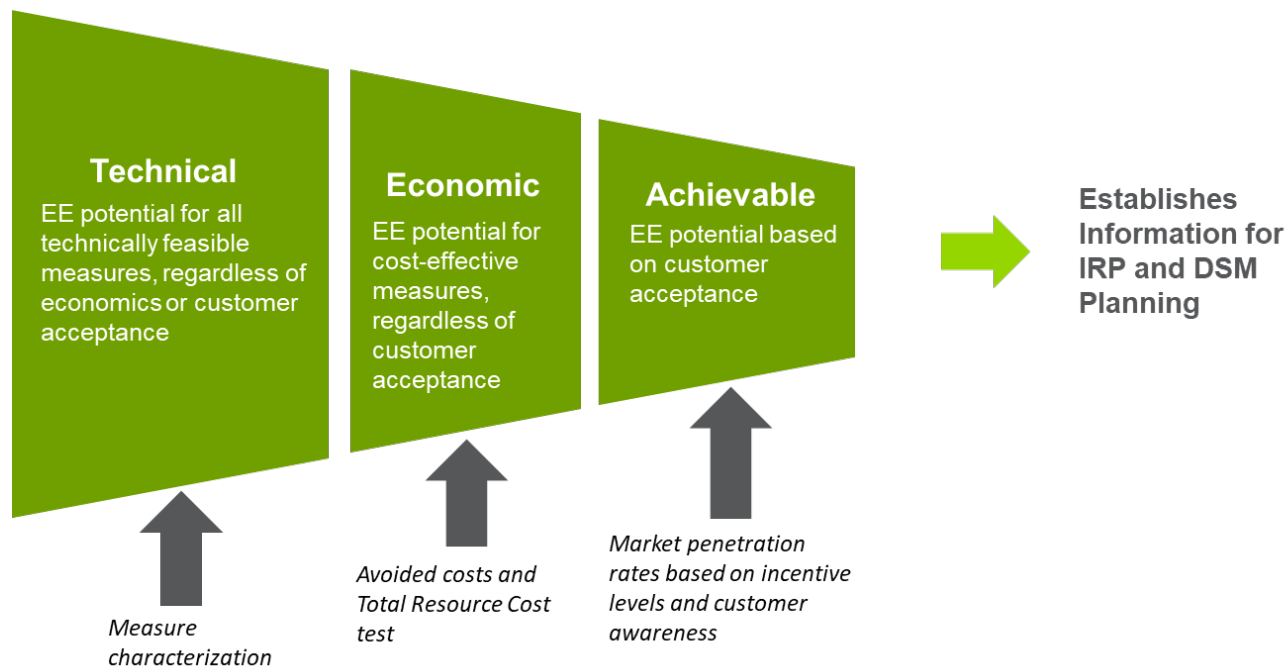 Technical
EE potential for all
technically feasible
measures, regardless of
economics or customer
acceptance
Economic
EE potential for
cost-effective
measures,
regardless of
customer
acceptance
Achievable
EE potential based
on customer
acceptance
Establishes
Information for
IRP and DSM
Planning
Measure
characterization
Avoided costs and
Total Resource Cost
test
Market penetration
rates based on incentive
levels and customer
awareness